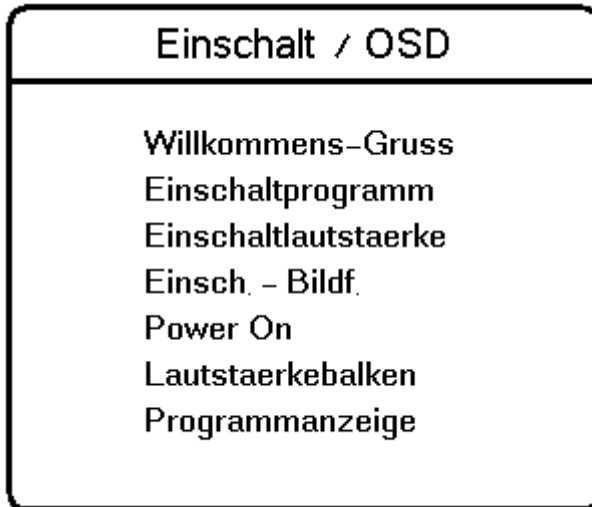 Einschalt / OSD
Willkommens-Gruss
Einschaltprogramm
Einschaltlautstaerke
Einsch. - Bildf.
Power On
Lautstaerkebalken
Programmanzeige